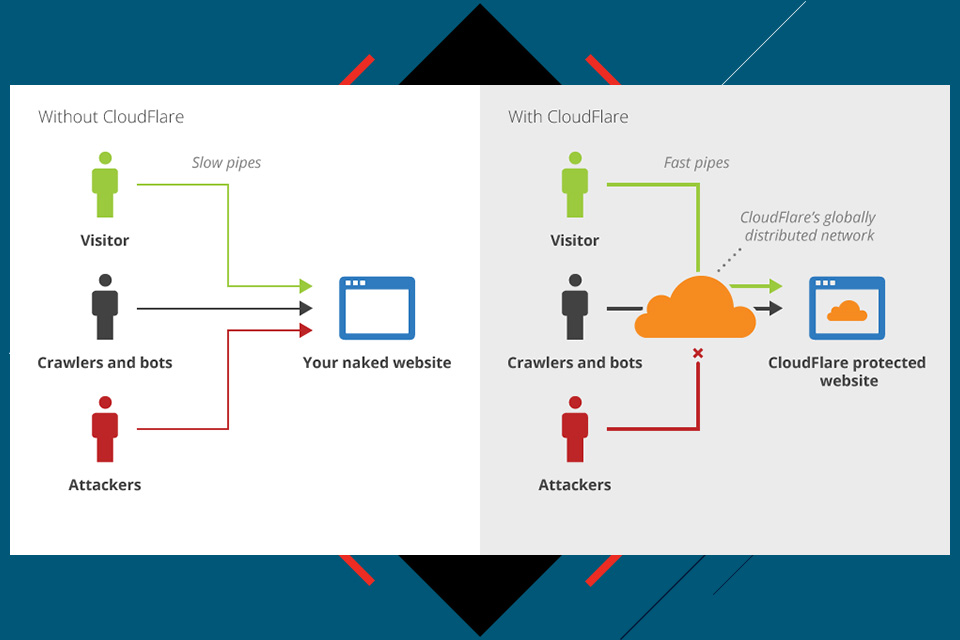 Without CloudFlare
Slow pipes
Visitor
Crawlers and bots
Your naked website
Attackers
With CloudFlare
Fast pipes
CloudFlare's globally
distributed network
Visitor
Crawlers and bots
CloudFlare protected
website
Attackers